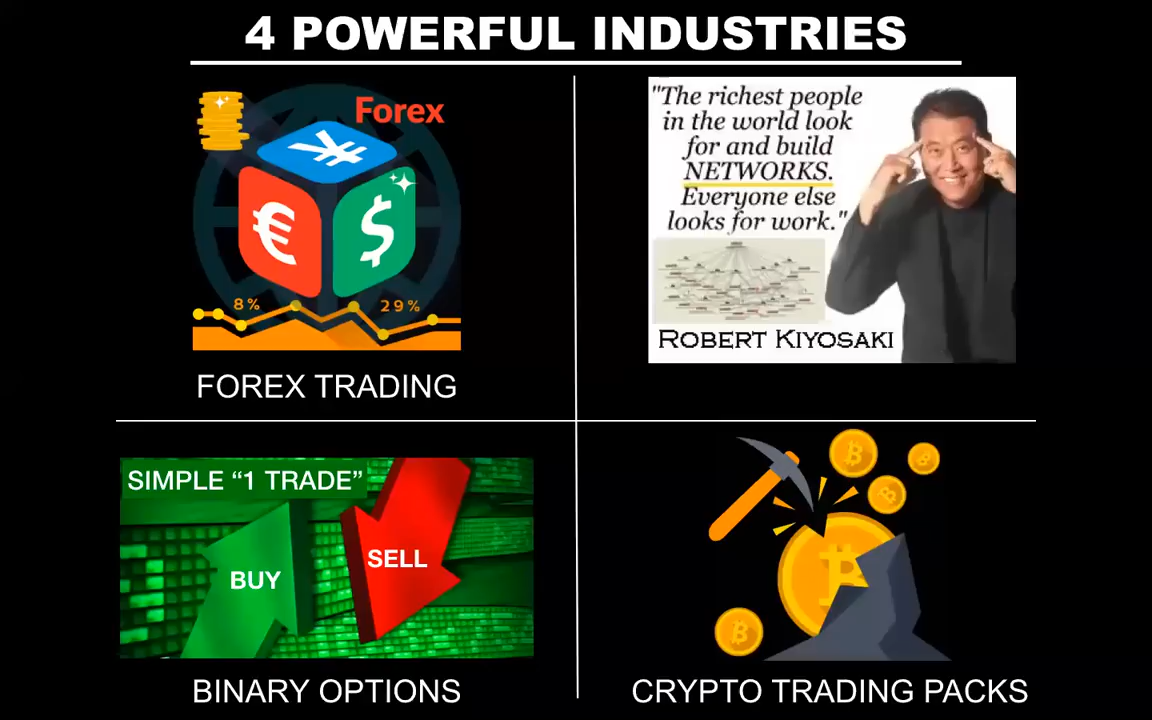 4 POWERFUL INDUSTRIES
Forex
¥
€
$
8%
29%
FOREX TRADING
"The richest people
in the world look
for and build
NETWORKS.
Everyone else
looks for work."
ROBERT KIYOSAKI
SIMPLE “1 TRADE”
BUY
SELL
BINARY OPTIONS
CRYPTO TRADING PACKS